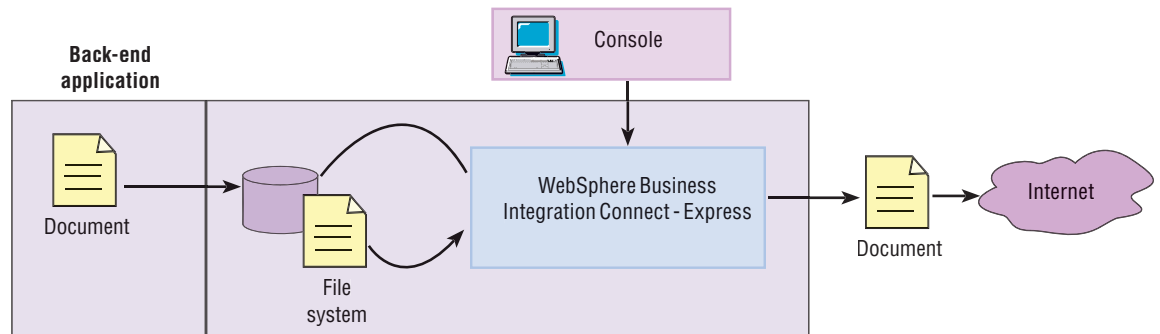 Console
Back-end
application
Document
File
system
WebSphere Business
Integration Connect - Express
Document
Internet